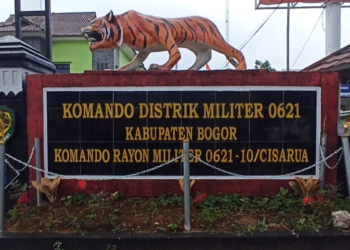 KOMANDO DISTRIK MILITER 0621
KABUPATEN BOGOR
KOMANDO RAYON MILITER 0621-10/CISARUA